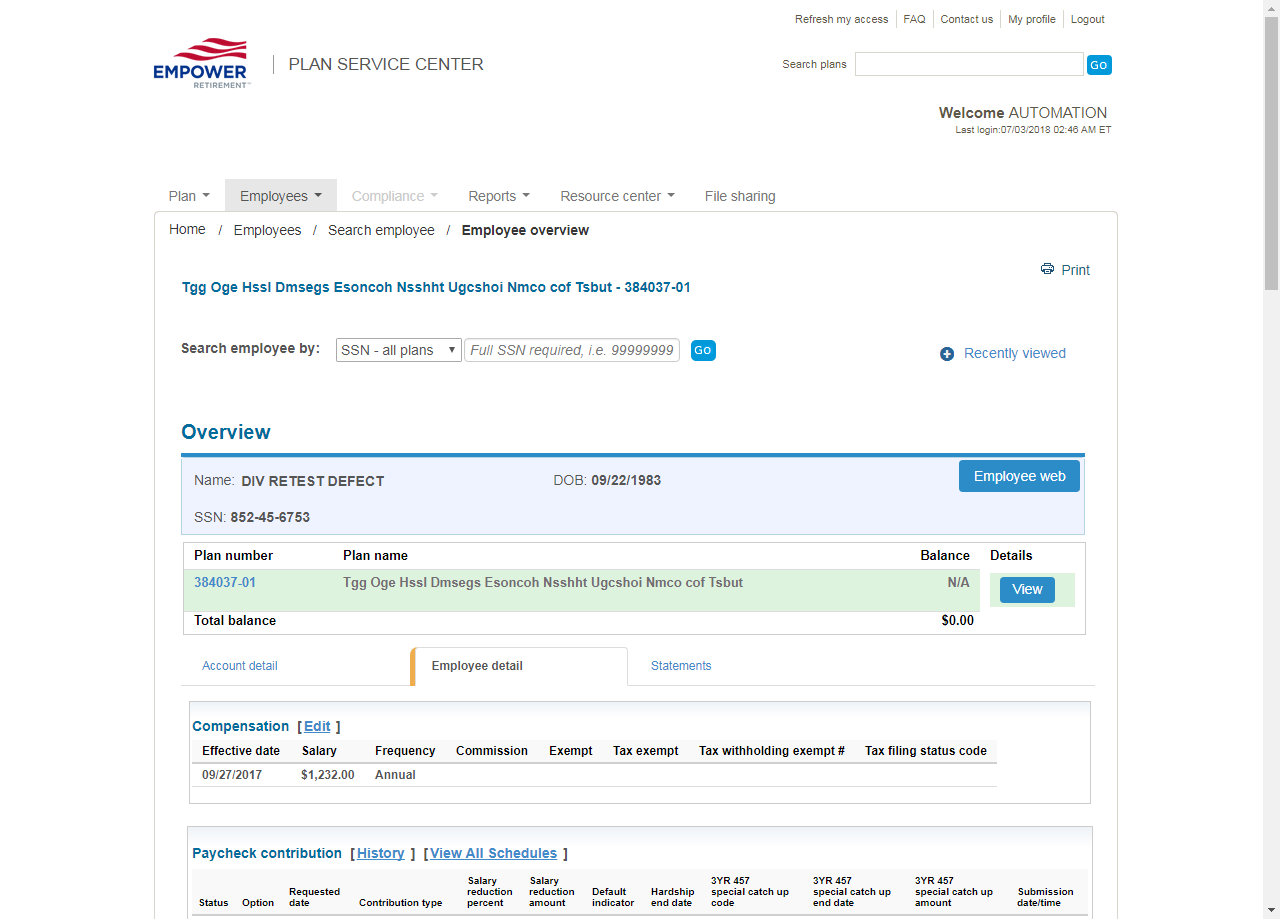 Refresh my access FAQ Contact us My profile Logout
EMPOWER
RETIREMENT™
PLAN SERVICE CENTER
Search plans GO
Welcome AUTOMATION
Last login:07/03/2018 02:46 AM ET
Plan Employees Compliance Reports Resource center File sharing
Home / Employees / Search employee / Employee overview
Print
Tgg Oge Hssl Dmsegs Esoncoh Nsshht Ugcshoi Nmco cof Tsbut - 384037-01
Search employee by: SSN - all plans Full SSN required, i.e. 99999999 GO
Recently viewed
Overview
Name: DIV RETEST DEFECT DOB: 09/22/1983 Employee web
SSN: 852-45-6753
Plan number Plan name Balance Details
384037-01 Tgg Oge Hssl Dmsegs Esoncoh Nsshht Ugcshoi Nmco cof Tsbut N/A View
Total balance $0.00
Account detail Employee detail Statements
Compensation [Edit ]
Effective date Salary Frequency Commission Exempt Tax exempt Tax withholding exempt # Tax filing status code
09/27/2017 $1,232.00 Annual
Paycheck contribution [History ] [View All Schedules ]
Status Option Requested date Contribution type Salary reduction percent Salary reduction amount Default indicator Hardship end date 3YR 457 special catch up code 3YR 457 special catch up end date 3YR 457 special catch up amount Submission date/time